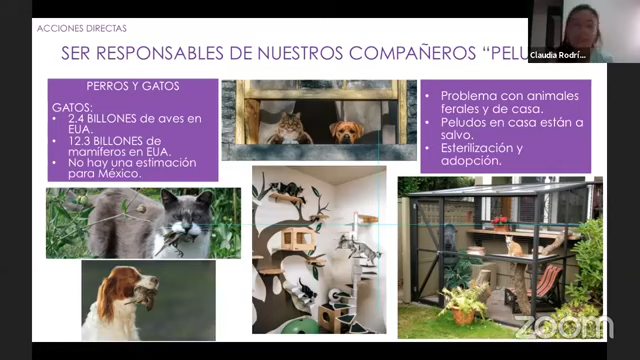 ACCIONES DIRECTAS
SER RESPONSABLES DE NUESTROS COMPAÑEROS “PELU
Claudia Rodrí...
PERROS Y GATOS
GATOS:
• 2.4 BILLONES de aves en
EUA.
• 12.3 BILLONES de
mamíferos en EUA.
• No hay una estimación
para México.
• Problema con animales
ferales y de casa.
• Peludos en casa están a
salvo.
• Esterilización y
adopción.
zoom